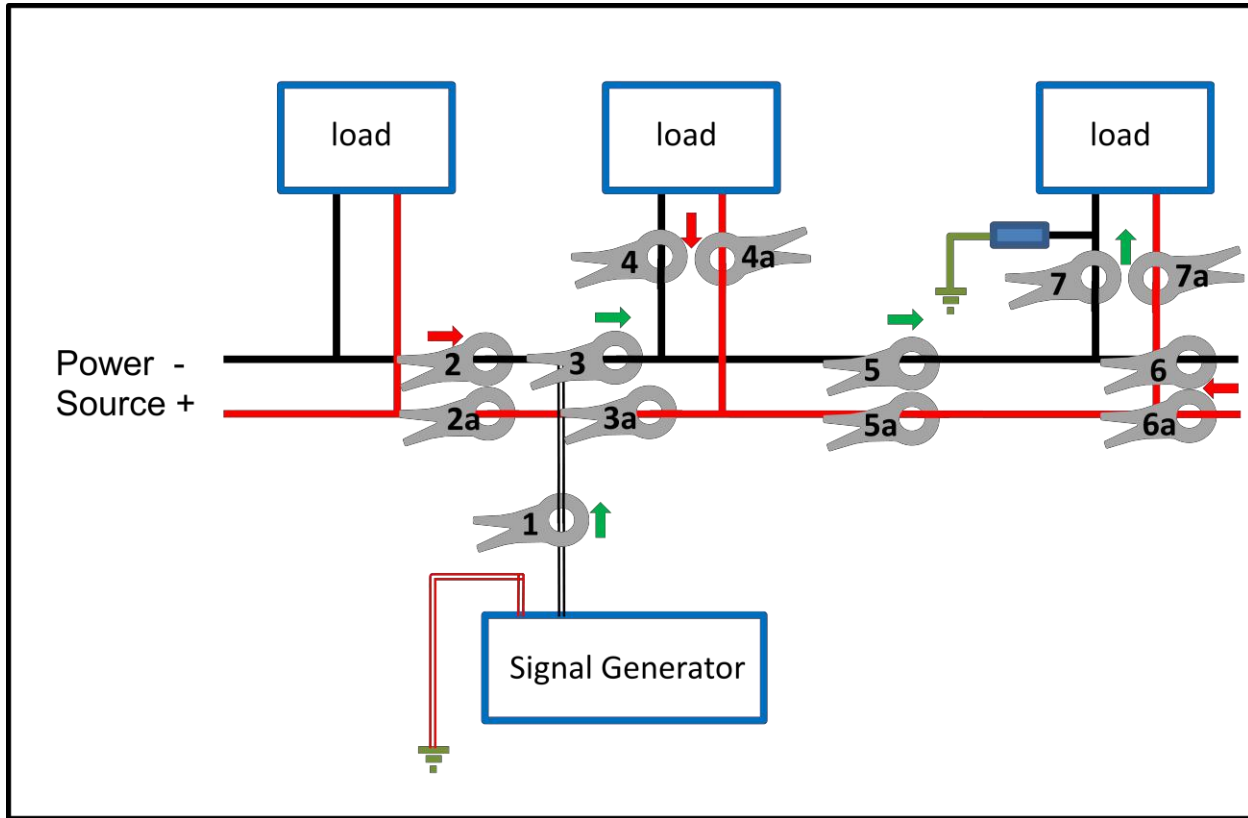 load
load
load
4
4a
7
7a
Power -
2
3
5
6
Source +
2a
3a
5a
6a
1
Signal Generator